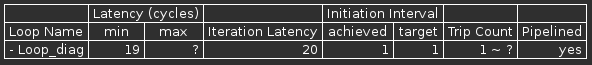 Latency (cycles) Initiation Interval
Loop Name min max Iteration Latency achieved target Trip Count Pipelined
- Loop_diag 19 ? 20 1 1 1 ~ ? yes